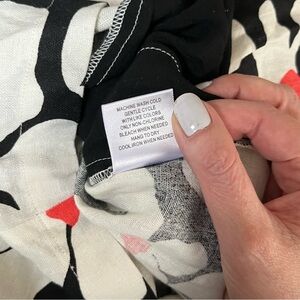 MACHINE WASH COLD
GENTLE CYCLE
WITH LIKE COLORS
ONLY NON-CHLORINE
BLEACH WHEN NEEDED
HANG TO DRY
COOL IRON WHEN NEEDED